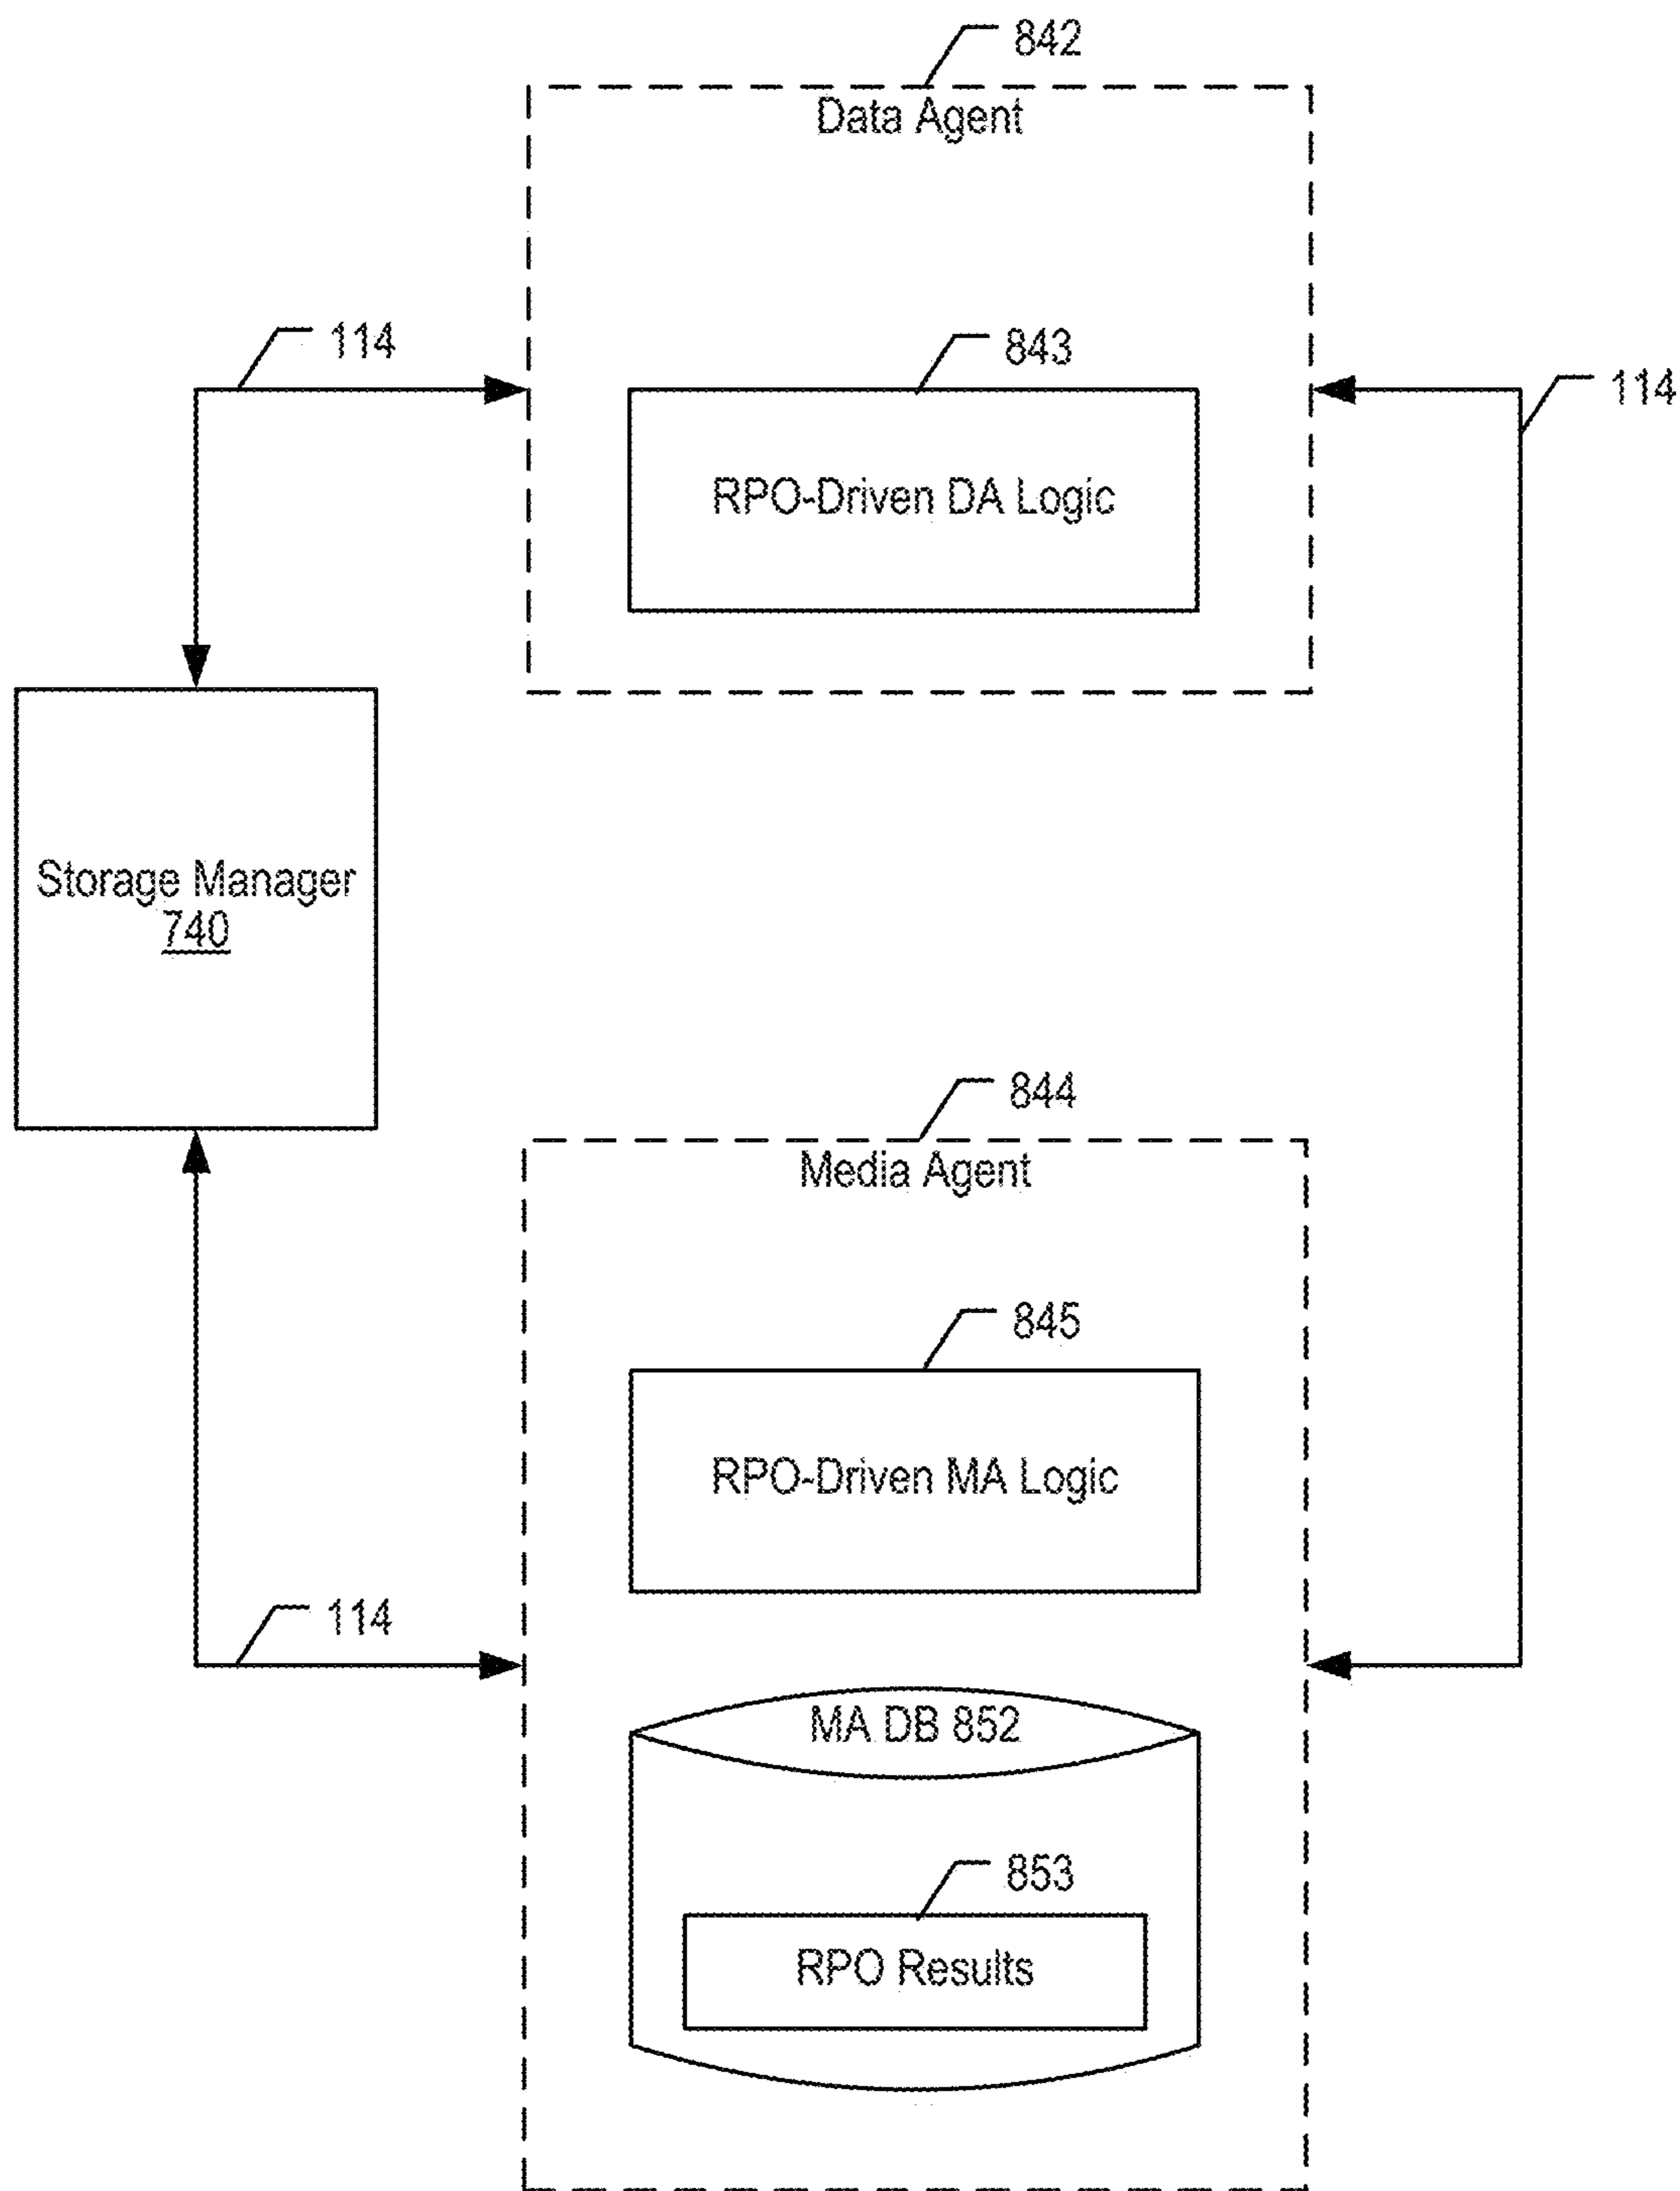 842
Data Agent
114
843
114
RPO-Driven DA Logic
Storage Manager
740
844
Media Agent
845
RPO-Driven MA Logic
114
MA DB 852
853
RPO Results